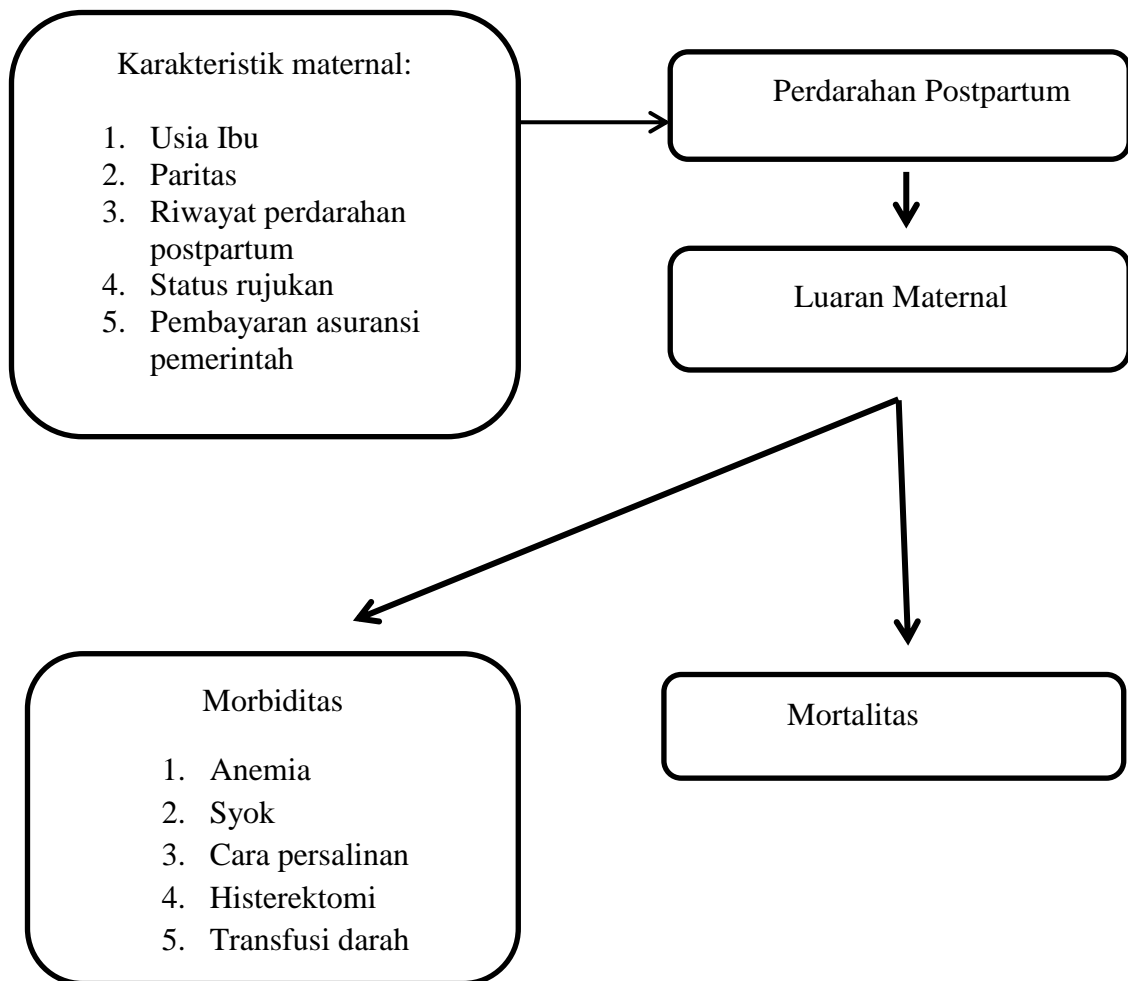 Karakteristik maternal:
1. Usia Ibu
2. Paritas
3. Riwayat perdarahan
postpartum
4. Status rujukan
5. Pembayaran asuransi
pemerintah
Perdarahan Postpartum
Luaran Maternal
Morbiditas
1. Anemia
2. Syok
3. Cara persalinan
4. Histerektomi
5. Transfusi darah
Mortalitas